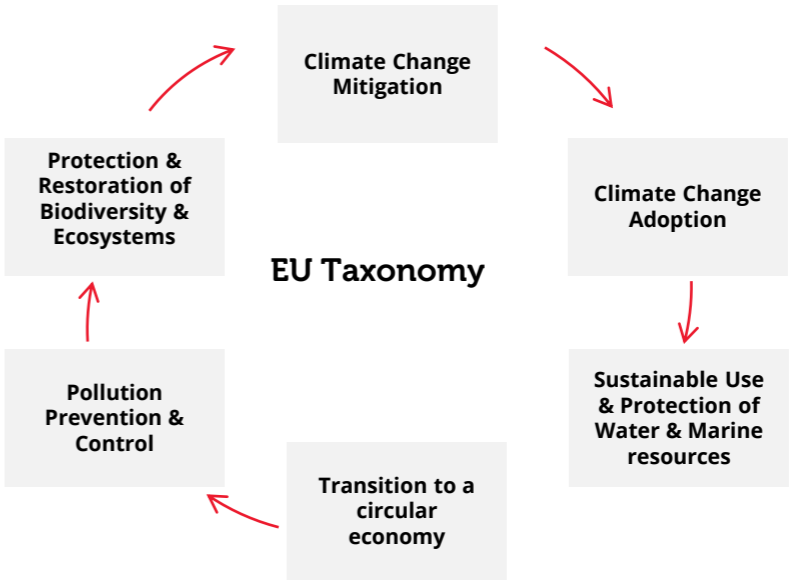 Climate Change
Mitigation
Climate Change
Adoption
Sustainable Use
& Protection of
Water & Marine
resources
Transition to a
circular
economy
Pollution
Prevention &
Control
Protection &
Restoration of
Biodiversity &
Ecosystems
EU Taxonomy